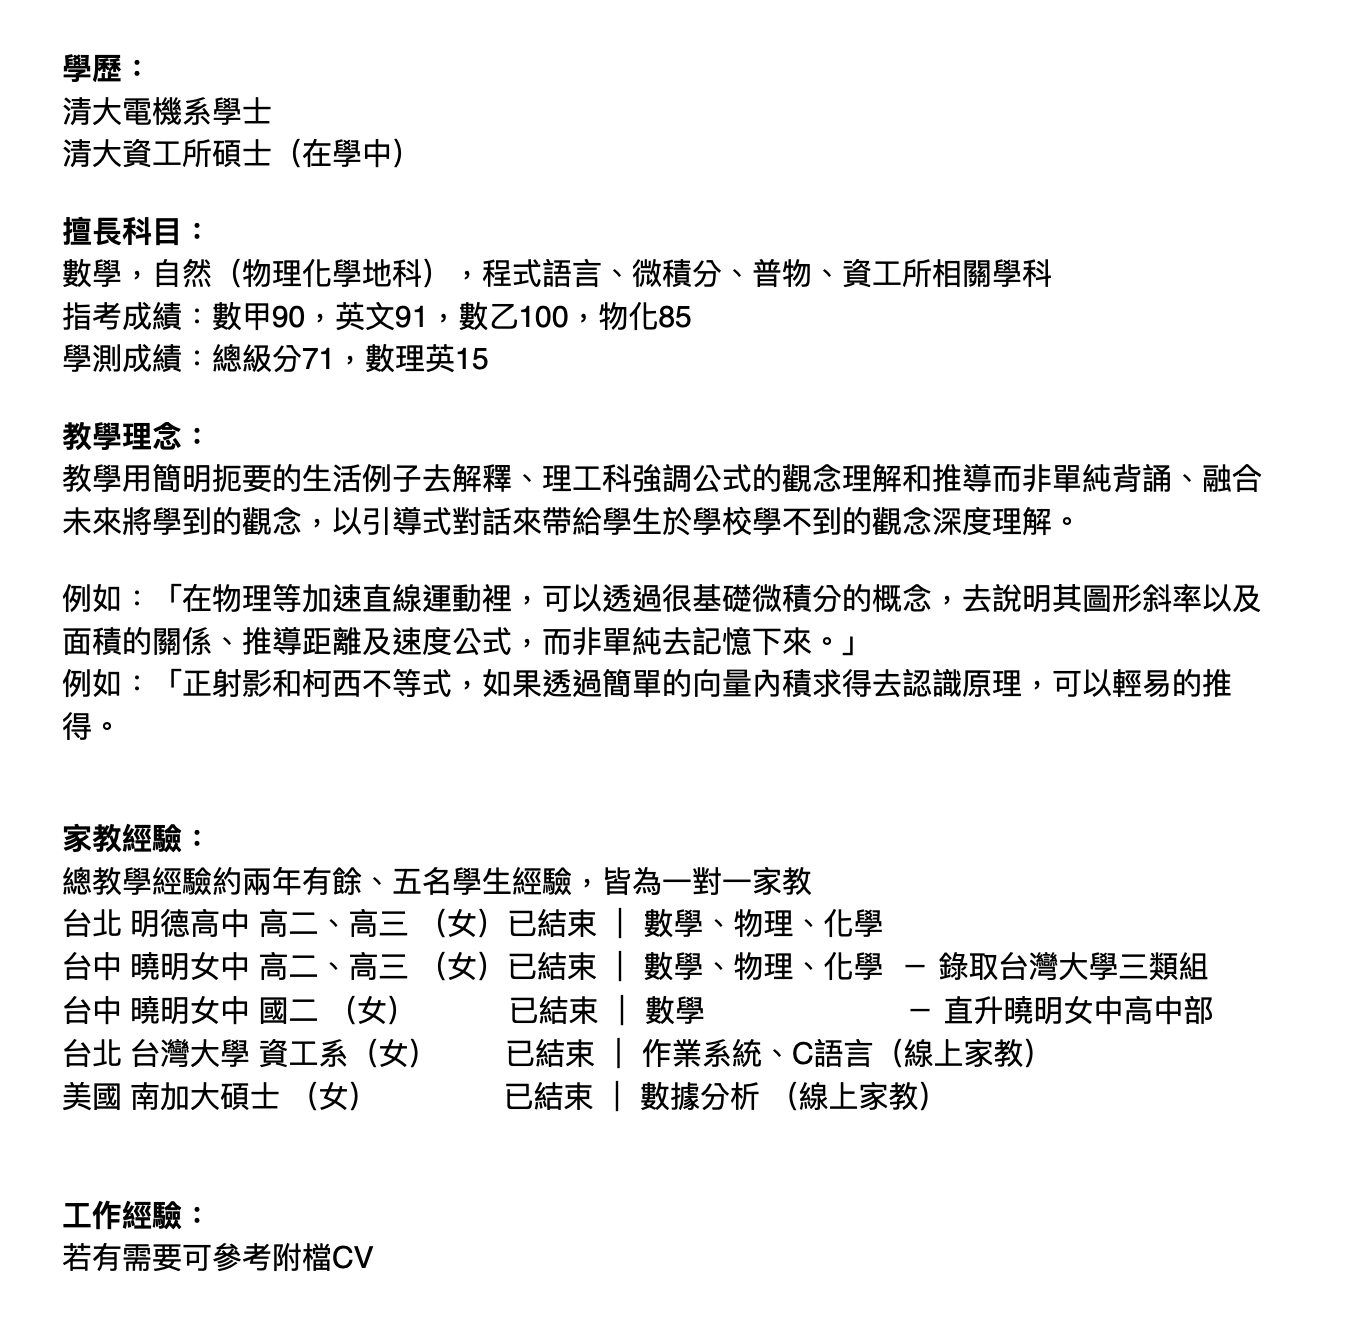 學歷：
清大電機系學士
清大資工所碩士（在學中）
擅長科目：
數學，自然（物理化學地科），程式語言、微積分、普物、資工所相關學科
指考成績：數甲90，英文91，數乙100，物化85
學測成績：總級分71，數理英15
教學理念：
教學用簡明扼要的生活例子去解釋、理工科強調公式的觀念理解和推導而非單純背誦、融合
未來將學到的觀念，以引導式對話來帶給學生於學校學不到的觀念深度理解。
例如：「在物理等加速直線運動裡，可以透過很基礎微積分的概念，去說明其圖形斜率以及
面積的關係、推導距離及速度公式，而非單純去記憶下來。」
例如：「正射影和柯西不等式，如果透過簡單的向量內積求得去認識原理，可以輕易的推
得。
家教經驗：
總教學經驗約兩年有餘、五名學生經驗，皆為一對一家教
台北 明德高中 高二、高三 （女）已結束 ｜ 數學、物理、化學
台中 曉明女中 高二、高三 （女）已結束 ｜ 數學、物理、化學 － 錄取台灣大學三類組
台中 曉明女中 國二 （女） 已結束 ｜ 數學 － 直升曉明女中高中部
台北 台灣大學 資工系（女） 已結束 ｜ 作業系統、C語言（線上家教）
美國 南加大碩士 （女） 已結束 ｜ 數據分析 （線上家教）
工作經驗：
若有需要可參考附檔CV